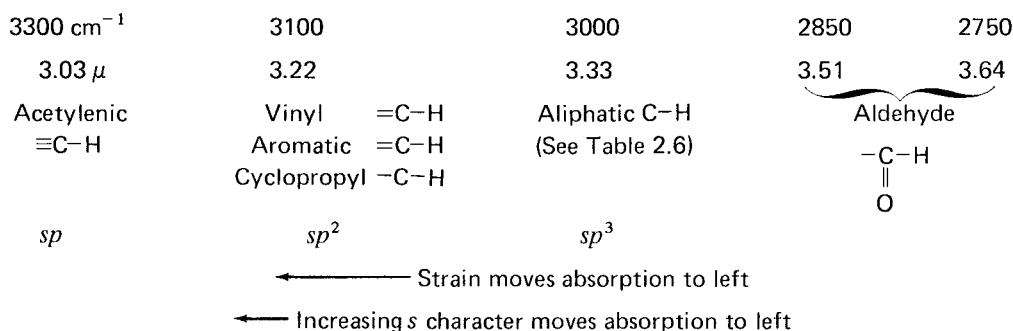 3300 cm⁻¹ 3100 3000 2850 2750
3.03 μ 3.22 3.33 3.51 3.64
Acetylenic Vinyl =C–H Aliphatic C–H Aldehyde
≡C–H Aromatic =C–H (See Table 2.6) –C–H
Cyclopropyl –C–H ||
O
sp sp² sp³
Strain moves absorption to left
Increasing s character moves absorption to left